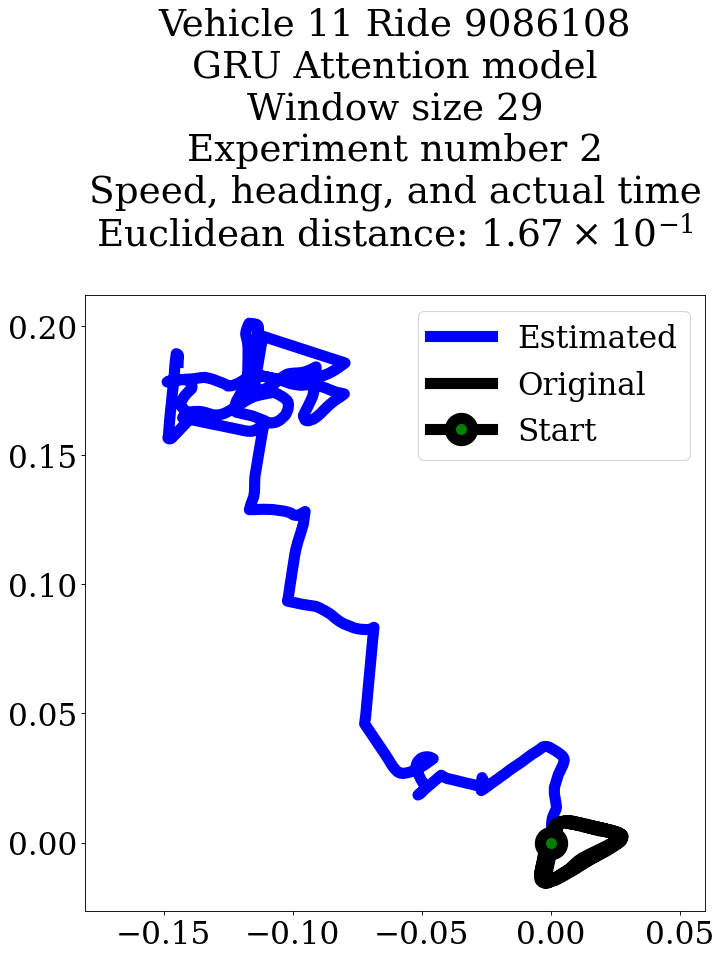 Vehicle 11 Ride 9086108
GRU Attention model
Window size 29
Experiment number 2
Speed, heading, and actual time
Euclidean distance: 1.67 × 10⁻¹
Estimated
Original
Start
0.20
0.15
0.10
0.05
0.00
−0.15 −0.10 −0.05 0.00 0.05